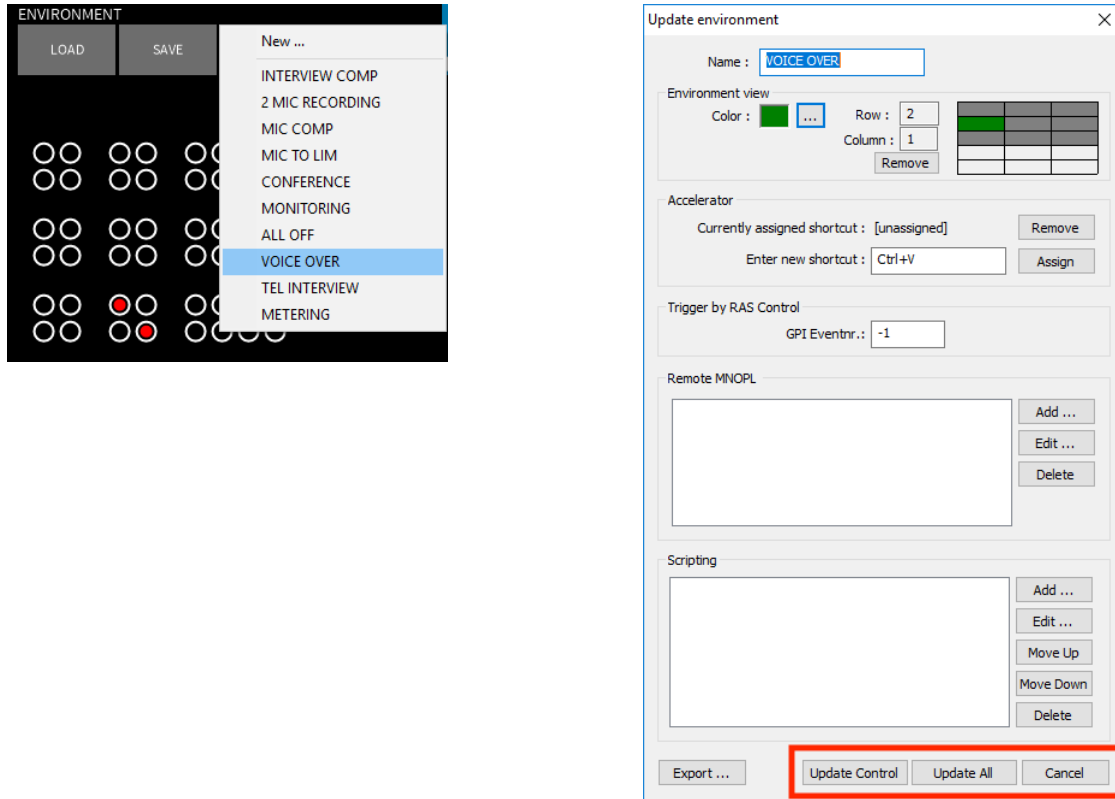 ENVIRONMENT
LOAD
SAVE
New ...
INTERVIEW COMP
2 MIC RECORDING
MIC COMP
MIC TO LIM
CONFERENCE
MONITORING
ALL OFF
VOICE OVER
TEL INTERVIEW
METERING
Update environment
Name : VOICE OVER
Environment view
Color : ... Row : 2
Column : 1
Remove
Accelerator
Currently assigned shortcut : [unassigned] Remove
Enter new shortcut : Ctrl+V Assign
Trigger by RAS Control
GPI Eventnr.: -1
Remote MNOPL
Add ...
Edit ...
Delete
Scripting
Add ...
Edit ...
Move Up
Move Down
Delete
Export ... Update Control Update All Cancel